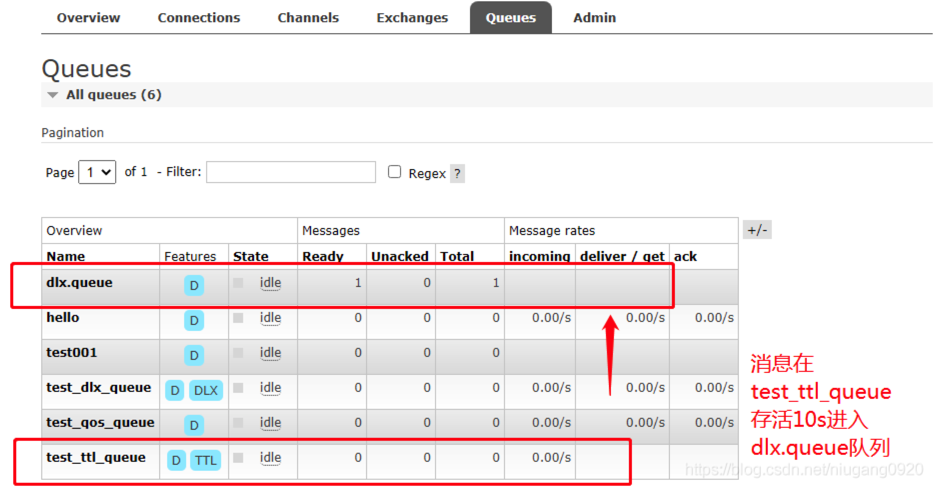 Overview Connections Channels Exchanges Queues Admin
Queues
All queues (6)
Pagination
Page 1 of 1 - Filter: Regex ?
Overview Messages Message rates +/-
Name Features State Ready Unacked Total incoming deliver / get ack
dlx.queue D idle 1 0 1
hello D idle 0 0 0 0.00/s 0.00/s 0.00/s
test001 D idle 0 0 0
test_dlx_queue D DLX idle 0 0 0 0.00/s 0.00/s 0.00/s
test_qos_queue D idle 0 0 0 0.00/s 0.00/s 0.00/s
test_ttl_queue D TTL idle 0 0 0 0.00/s
消息在
test_ttl_queue
存活10s进入
dlx.queue队列
https://blog.csdn.net/niugang0920